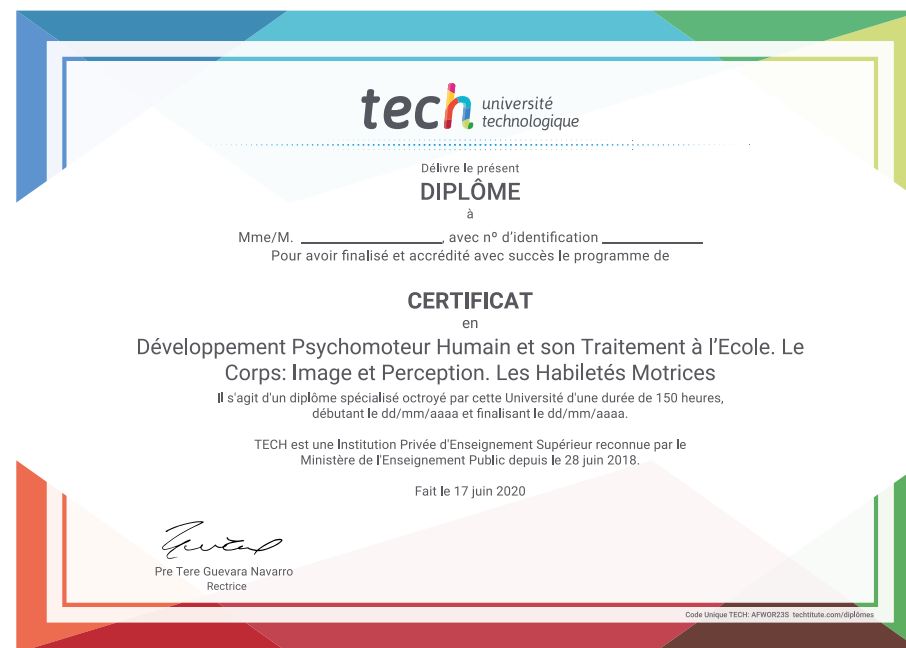 tech université
technologique
Délivre le présent
DIPLÔME
à
Mme/M. ____________, avec nº d'identification ____________
Pour avoir finalisé et accrédité avec succès le programme de
CERTIFICAT
en
Développement Psychomoteur Humain et son Traitement à l'Ecole. Le
Corps: Image et Perception. Les Habiletés Motrices
Il s'agit d'un diplôme spécialisé octroyé par cette Université d'une durée de 150 heures,
débutant le dd/mm/aaaa et finalisant le dd/mm/aaaa.
TECH est une Institution Privée d'Enseignement Supérieur reconnue par le
Ministère de l'Enseignement Public depuis le 28 juin 2018.
Fait le 17 juin 2020
Pre Tere Guevara Navarro
Rectrice
Code Unique TECH: AFWOR23S techtitute.com/diplômes